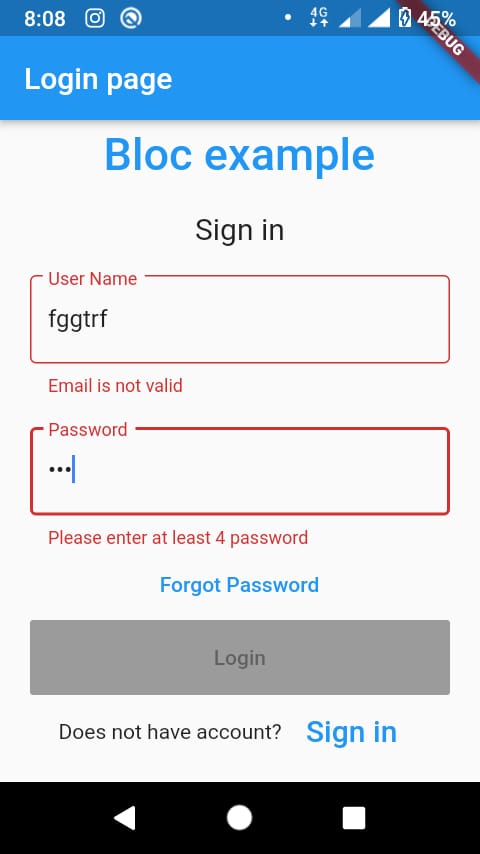 8:08 4G 45%
DEBUG
Login page
Bloc example
Sign in
User Name
fggtrf
Email is not valid
Password
•••
Please enter at least 4 password
Forgot Password
Login
Does not have account? Sign in